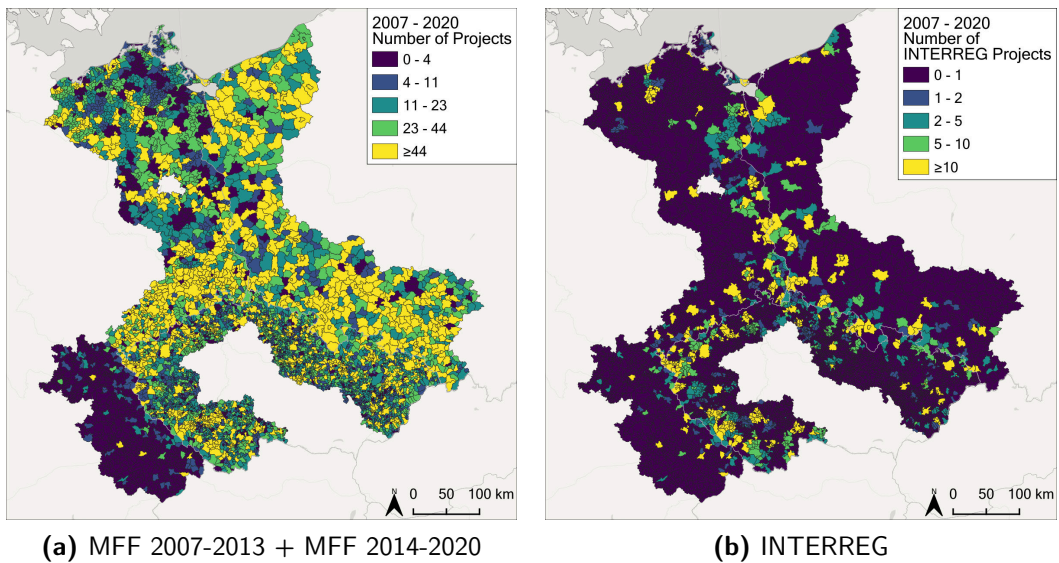 2007 - 2020
Number of Projects
0 - 4
4 - 11
11 - 23
23 - 44
≥44
N
0 50 100 km
(a) MFF 2007-2013 + MFF 2014-2020
2007 - 2020
Number of
INTERREG Projects
0 - 1
1 - 2
2 - 5
5 - 10
≥10
N
0 50 100 km
(b) INTERREG